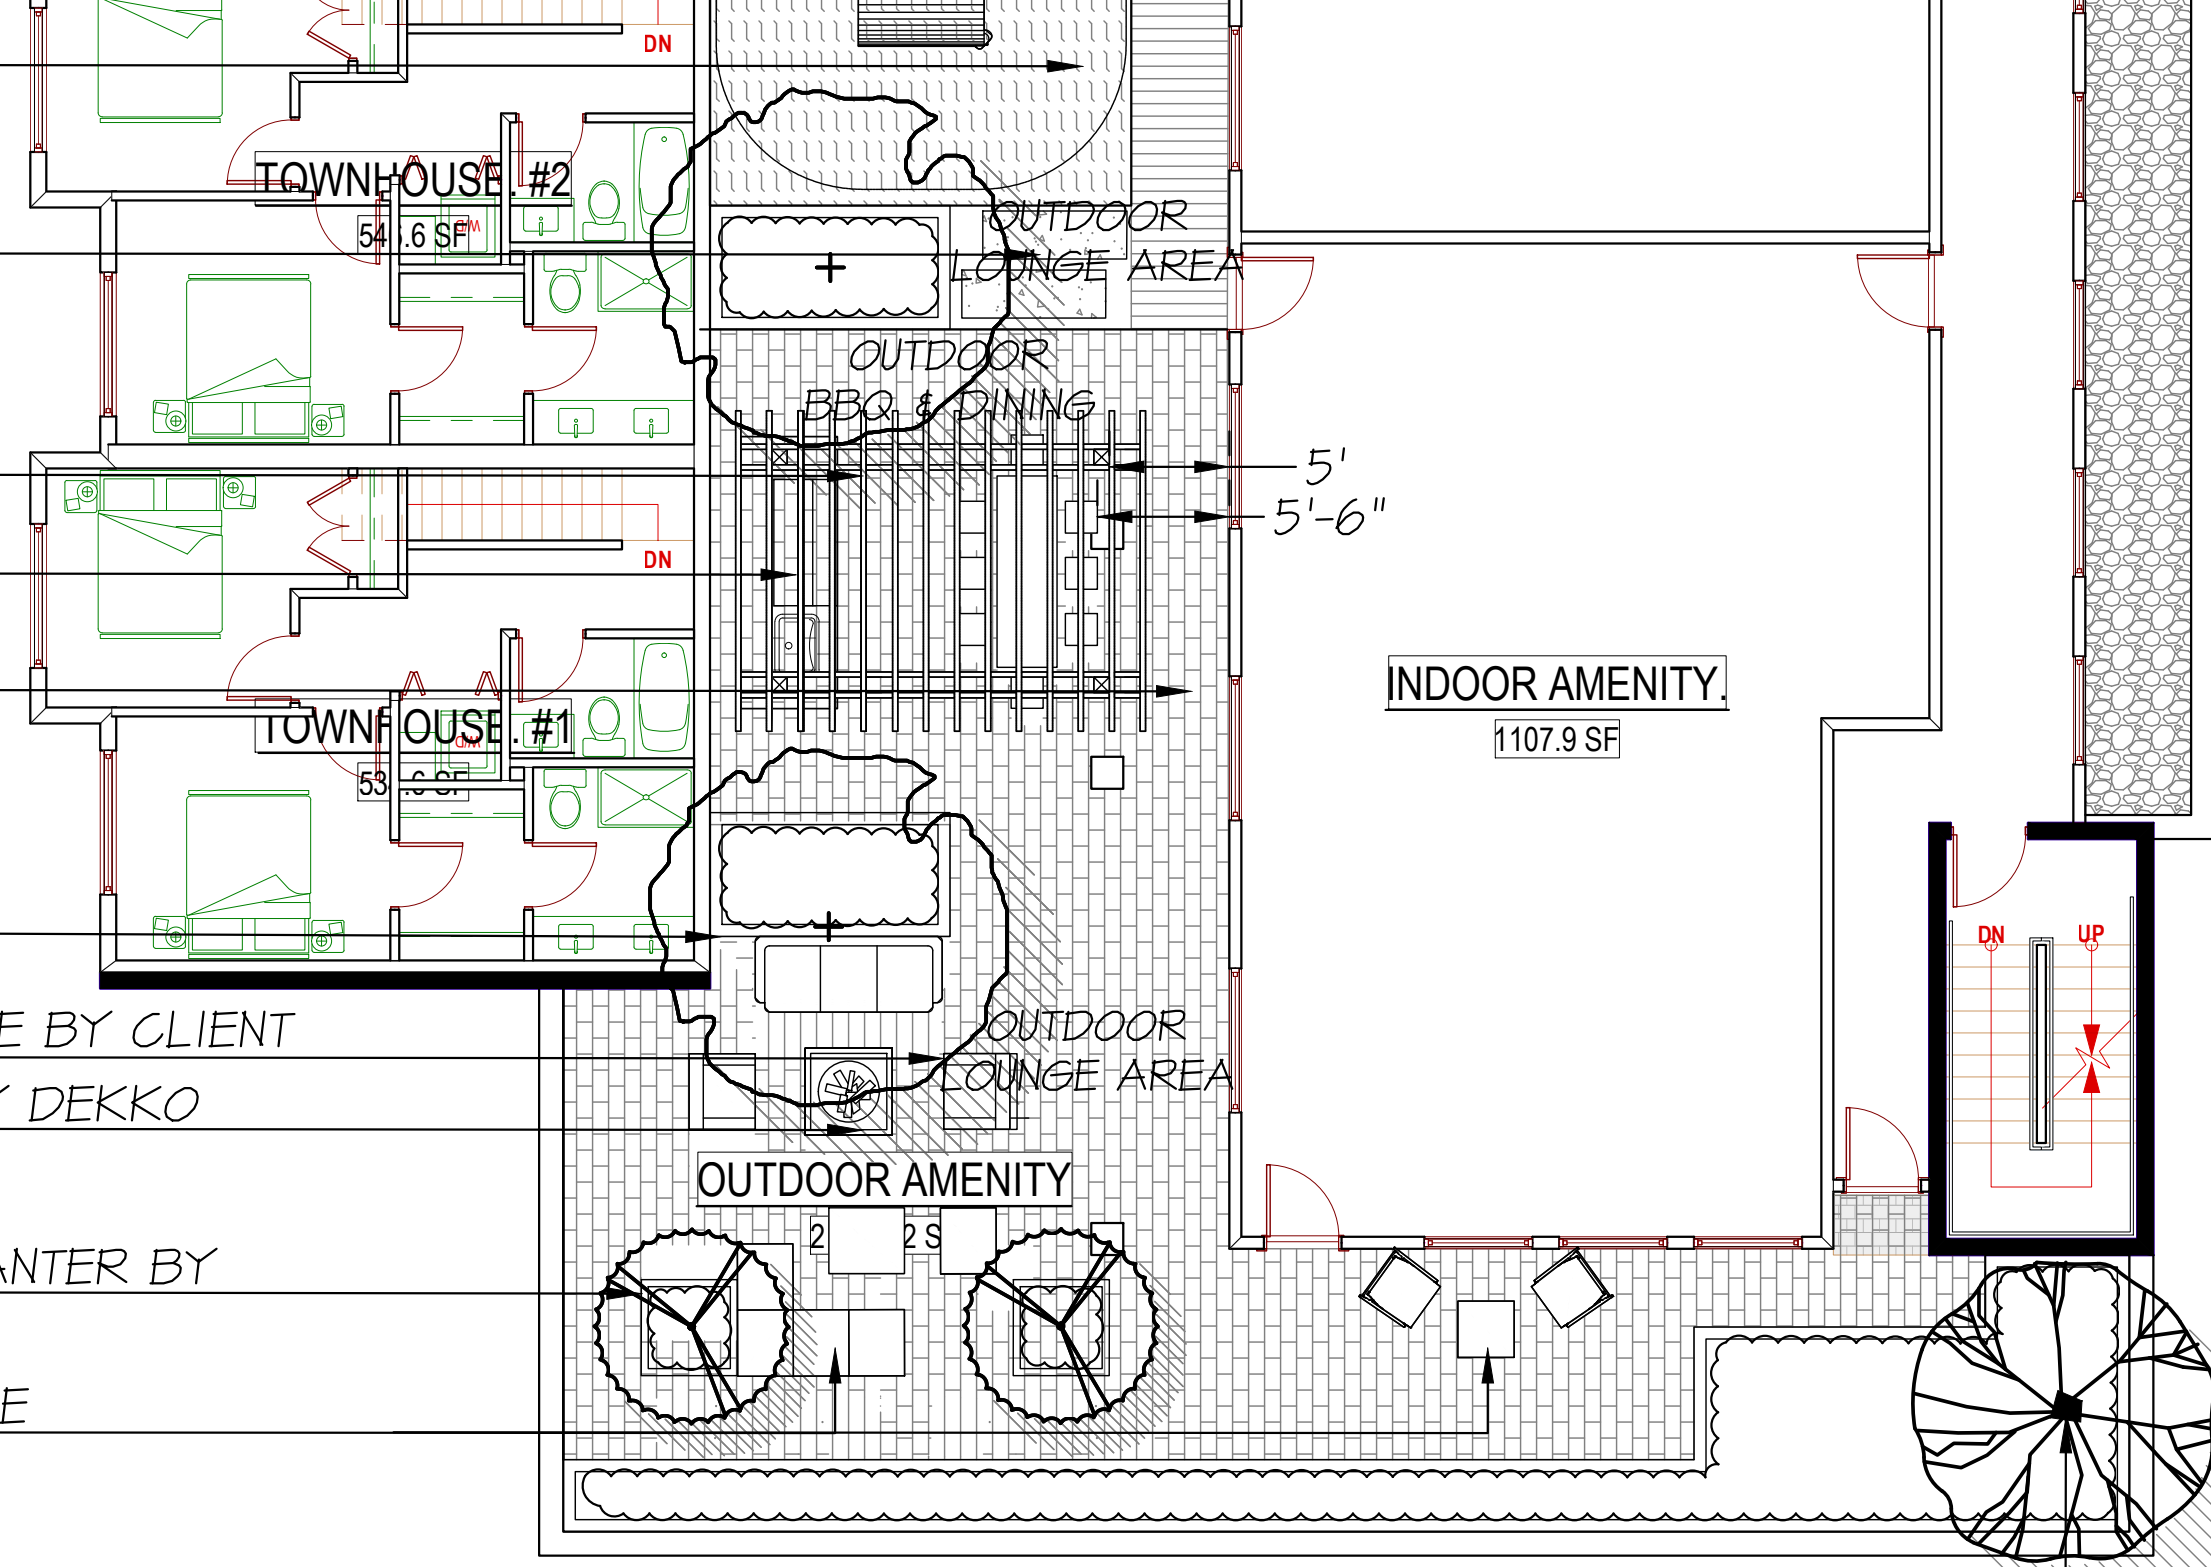 DN
TOWNHOUSE. #2
W/D
OUTDOOR
LOUNGE AREA
OUTDOOR
BBQ & DINING
5'
5'-6"
DN
INDOOR AMENITY.
1107.9 SF
TOWNHOUSE. #1
W/D
DN
UP
E BY CLIENT
OUTDOOR
LOUNGE AREA
Y DEKKO
OUTDOOR AMENITY
ANTER BY
E